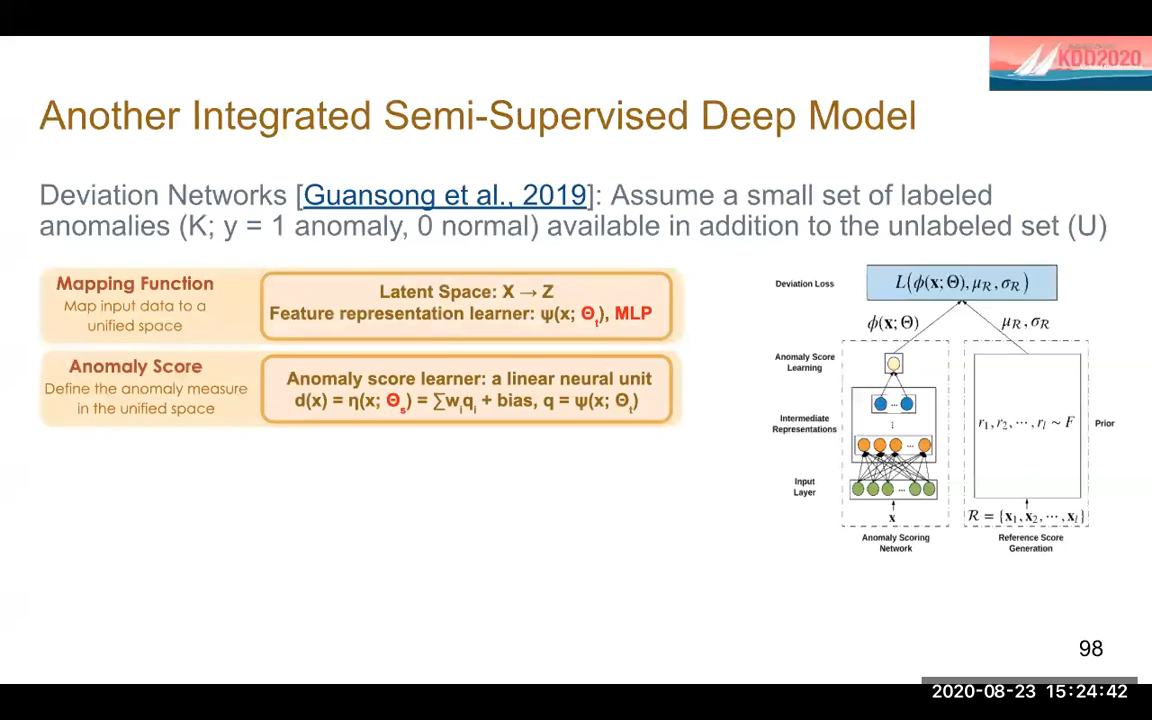 KDD2020
Another Integrated Semi-Supervised Deep Model
Deviation Networks [Guansong et al., 2019]: Assume a small set of labeled
anomalies (K; y = 1 anomaly, 0 normal) available in addition to the unlabeled set (U)
Mapping Function
Map input data to a
unified space
Latent Space: X → Z
Feature representation learner: ψ(x; Θt), MLP
Anomaly Score
Define the anomaly measure
in the unified space
Anomaly score learner: a linear neural unit
d(x) = η(x; Θs) = ∑wiqi + bias, q = ψ(x; Θt)
Deviation Loss
L(ϕ(x; Θ), μR, σR)
ϕ(x; Θ)
μR, σR
Anomaly Score
Learning
Intermediate
Representations
Input
Layer
x
Anomaly Scoring
Network
r1, r2, ⋯, rl ∼ F
Prior
R = {x1, x2, ⋯, xl}
Reference Score
Generation
98
2020-08-23 15:24:42